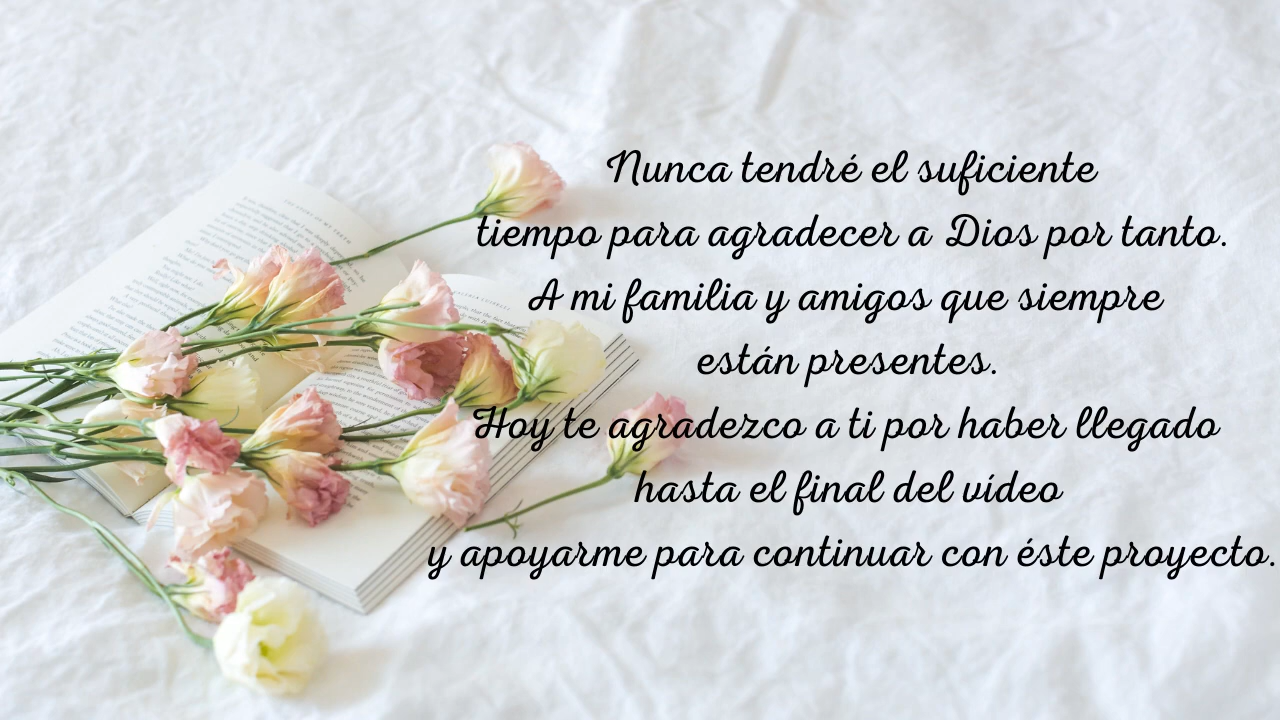 Nunca tendré el suficiente
tiempo para agradecer a Dios por tanto.
A mi familia y amigos que siempre
están presentes.
Hoy te agradezco a ti por haber llegado
hasta el final del vídeo
y apoyarme para continuar con éste proyecto.